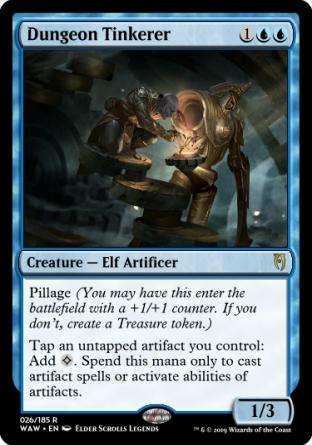 Dungeon Tinkerer 1
Creature — Elf Artificer
Pillage (You may have this enter the
battlefield with a +1/+1 counter. If you
don't, create a Treasure token.)
Tap an untapped artifact you control:
Add . Spend this mana only to cast
artifact spells or activate abilities of
artifacts.
026/185 R
WAW • EN ELDER SCROLLS LEGENDS
1/3
™ & © 2019 Wizards of the Coast